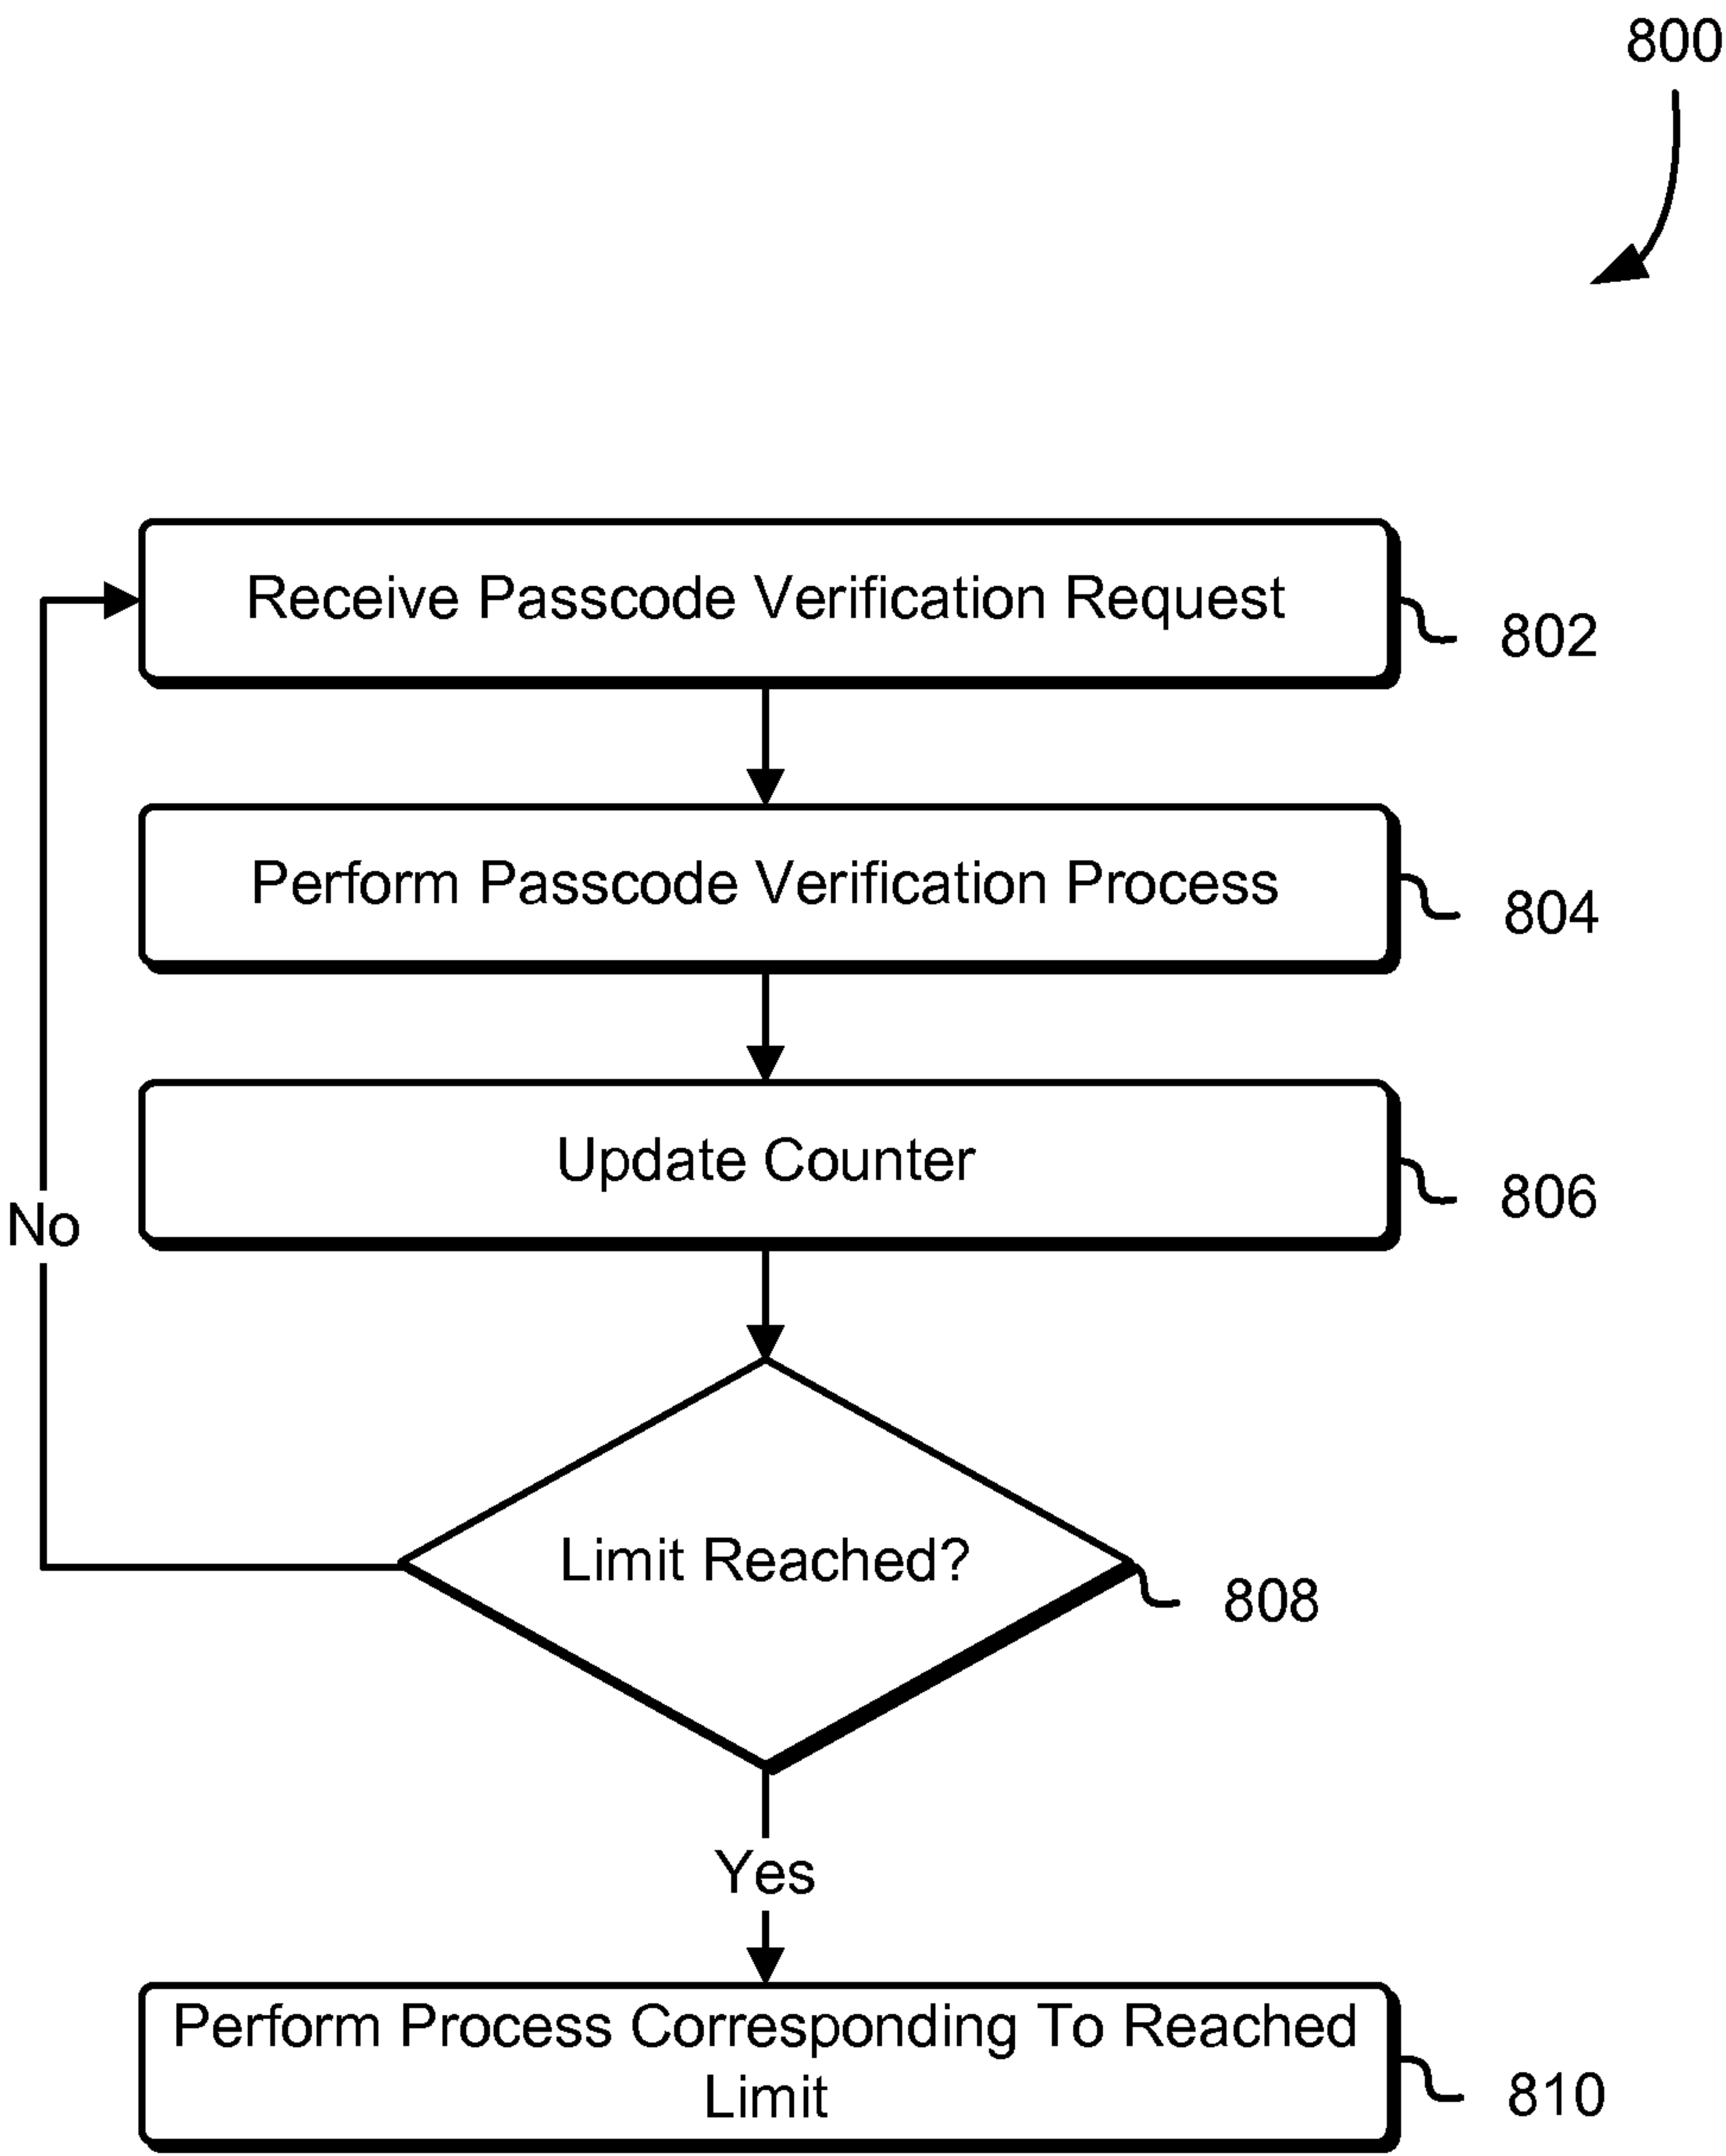 800
Receive Passcode Verification Request
802
Perform Passcode Verification Process
804
Update Counter
806
No
Limit Reached?
808
Yes
Perform Process Corresponding To Reached
Limit
810